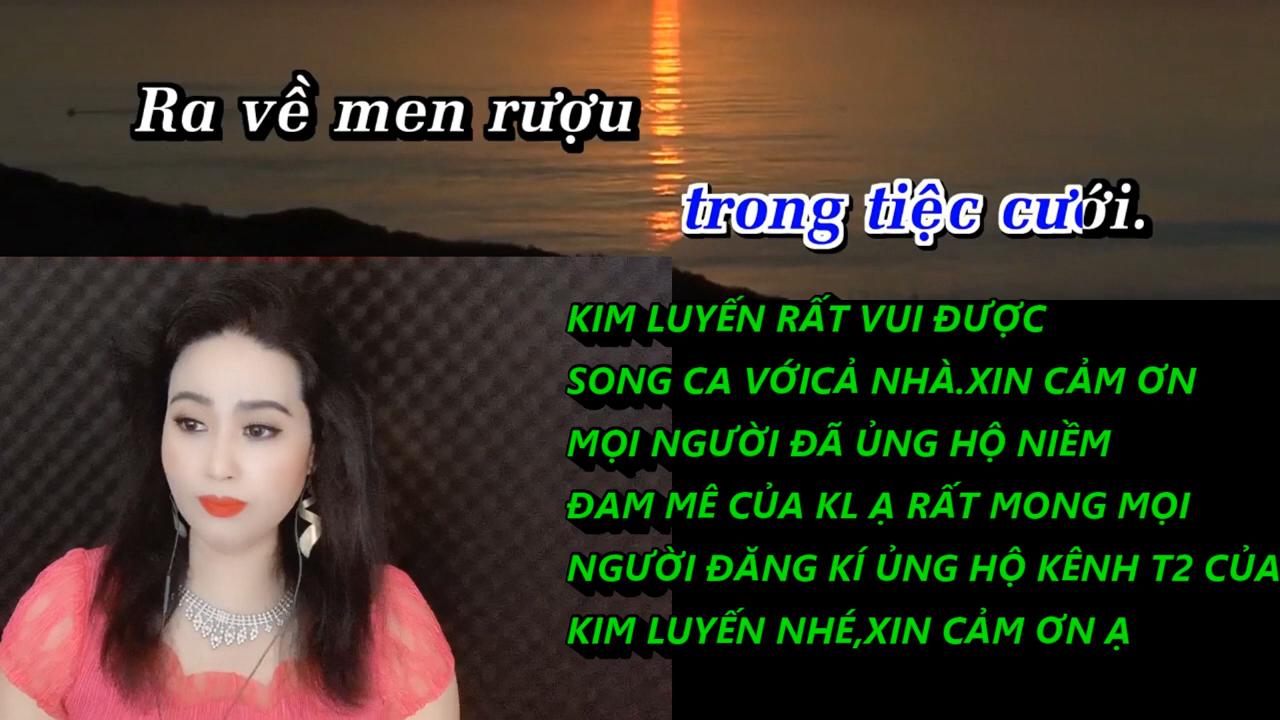 Ra về men rượu
trong tiệc cưới.
KIM LUYẾN RẤT VUI ĐƯỢC
SONG CA VỚICẢ NHÀ.XIN CẢM ƠN
MỌI NGƯỜI ĐÃ ỦNG HỘ NIỀM
ĐAM MÊ CỦA KL Ạ RẤT MONG MỌI
NGƯỜI ĐĂNG KÍ ỦNG HỘ KÊNH T2 CỦA
KIM LUYẾN NHÉ,XIN CẢM ƠN Ạ